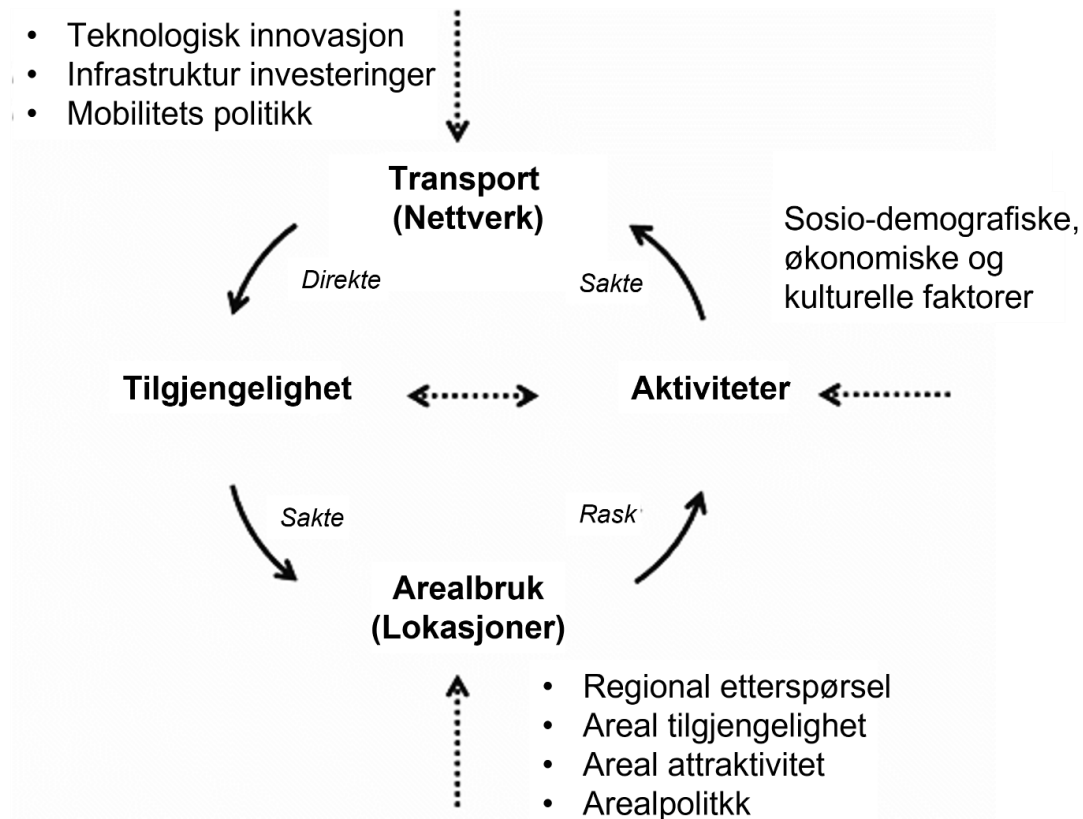 • Teknologisk innovasjon
• Infrastruktur investeringer
• Mobilitets politikk
Transport
(Nettverk)
Sosio-demografiske,
økonomiske og
kulturelle faktorer
Direkte
Sakte
Tilgjengelighet
Aktiviteter
Sakte
Rask
Arealbruk
(Lokasjoner)
• Regional etterspørsel
• Areal tilgjengelighet
• Areal attraktivitet
• Arealpolitkk